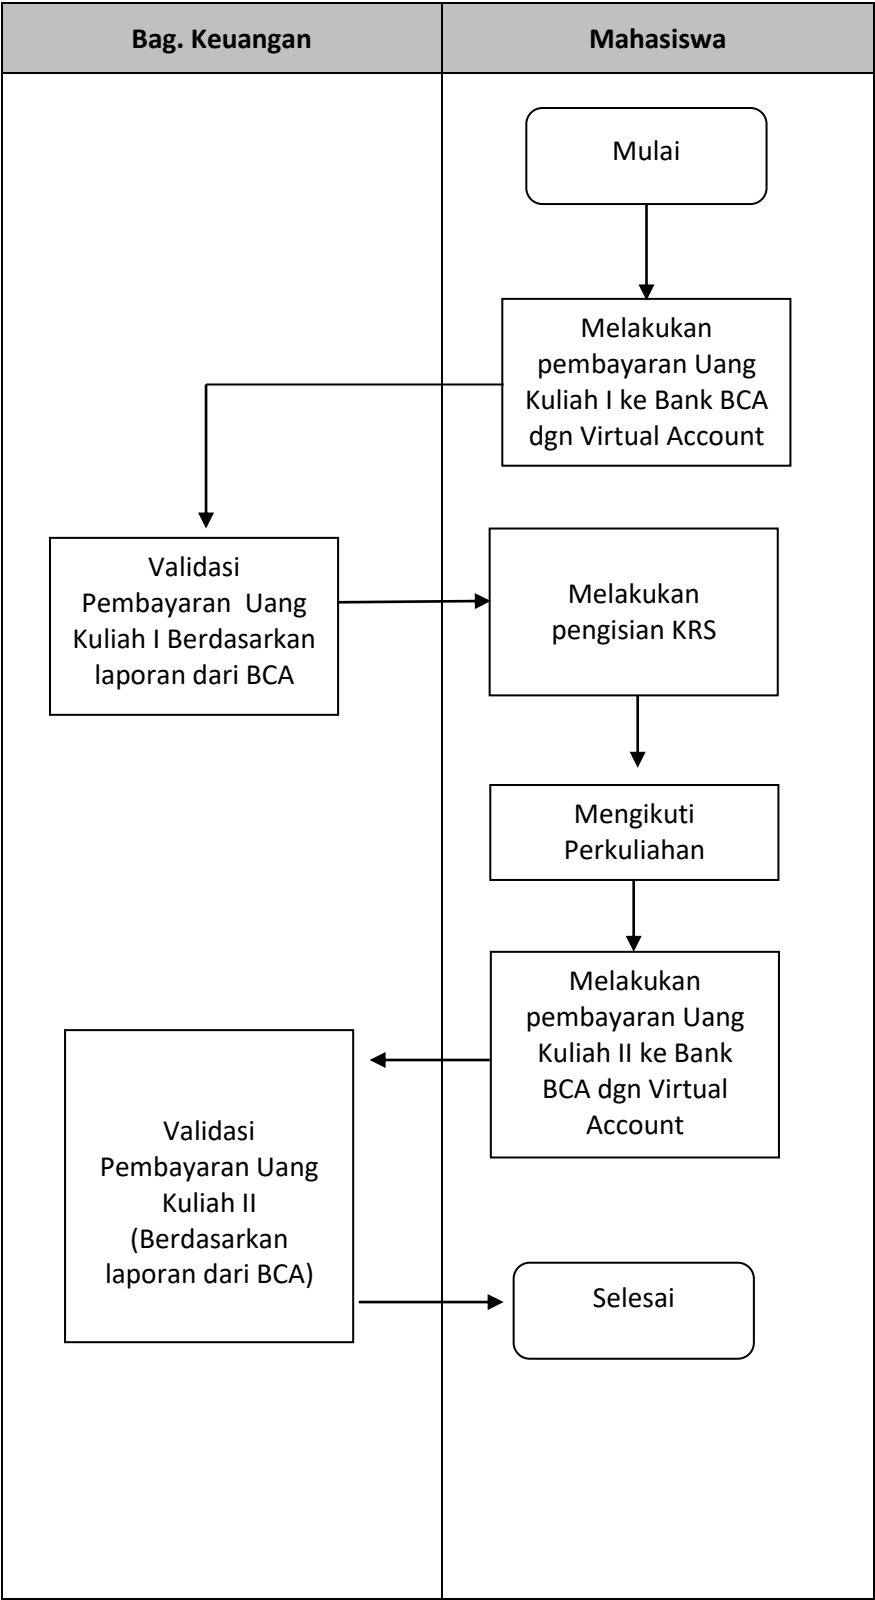 Bag. Keuangan
Mahasiswa
Mulai
Melakukan
pembayaran Uang
Kuliah I ke Bank BCA
dgn Virtual Account
Validasi
Pembayaran  Uang
Kuliah I Berdasarkan
laporan dari BCA
Melakukan
pengisian KRS
Mengikuti
Perkuliahan
Melakukan
pembayaran Uang
Kuliah II ke Bank
BCA dgn Virtual
Account
Validasi
Pembayaran Uang
Kuliah II
(Berdasarkan
laporan dari BCA)
Selesai